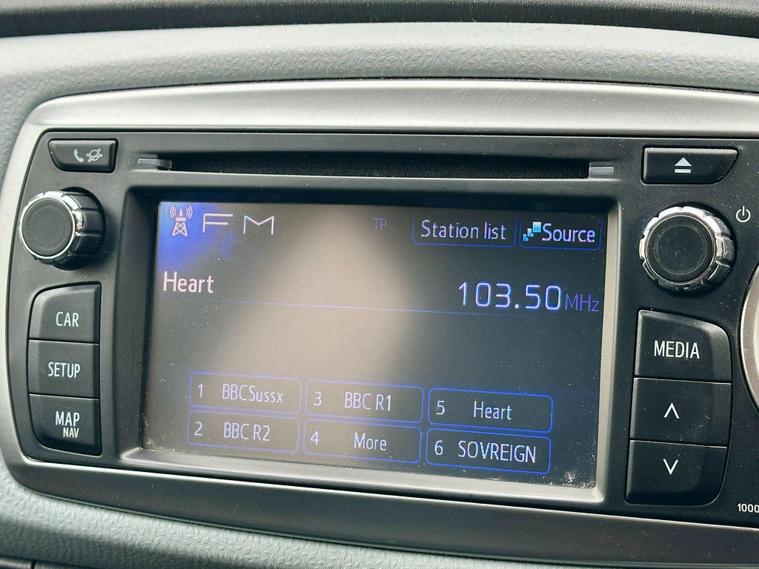 FM
TP
Station list
Source
Heart
103.50MHz
1 BBCSussx
3 BBC R1
5 Heart
2 BBC R2
4 More
6 SOVREIGN
CAR
SETUP
MAP
NAV
MEDIA
1000